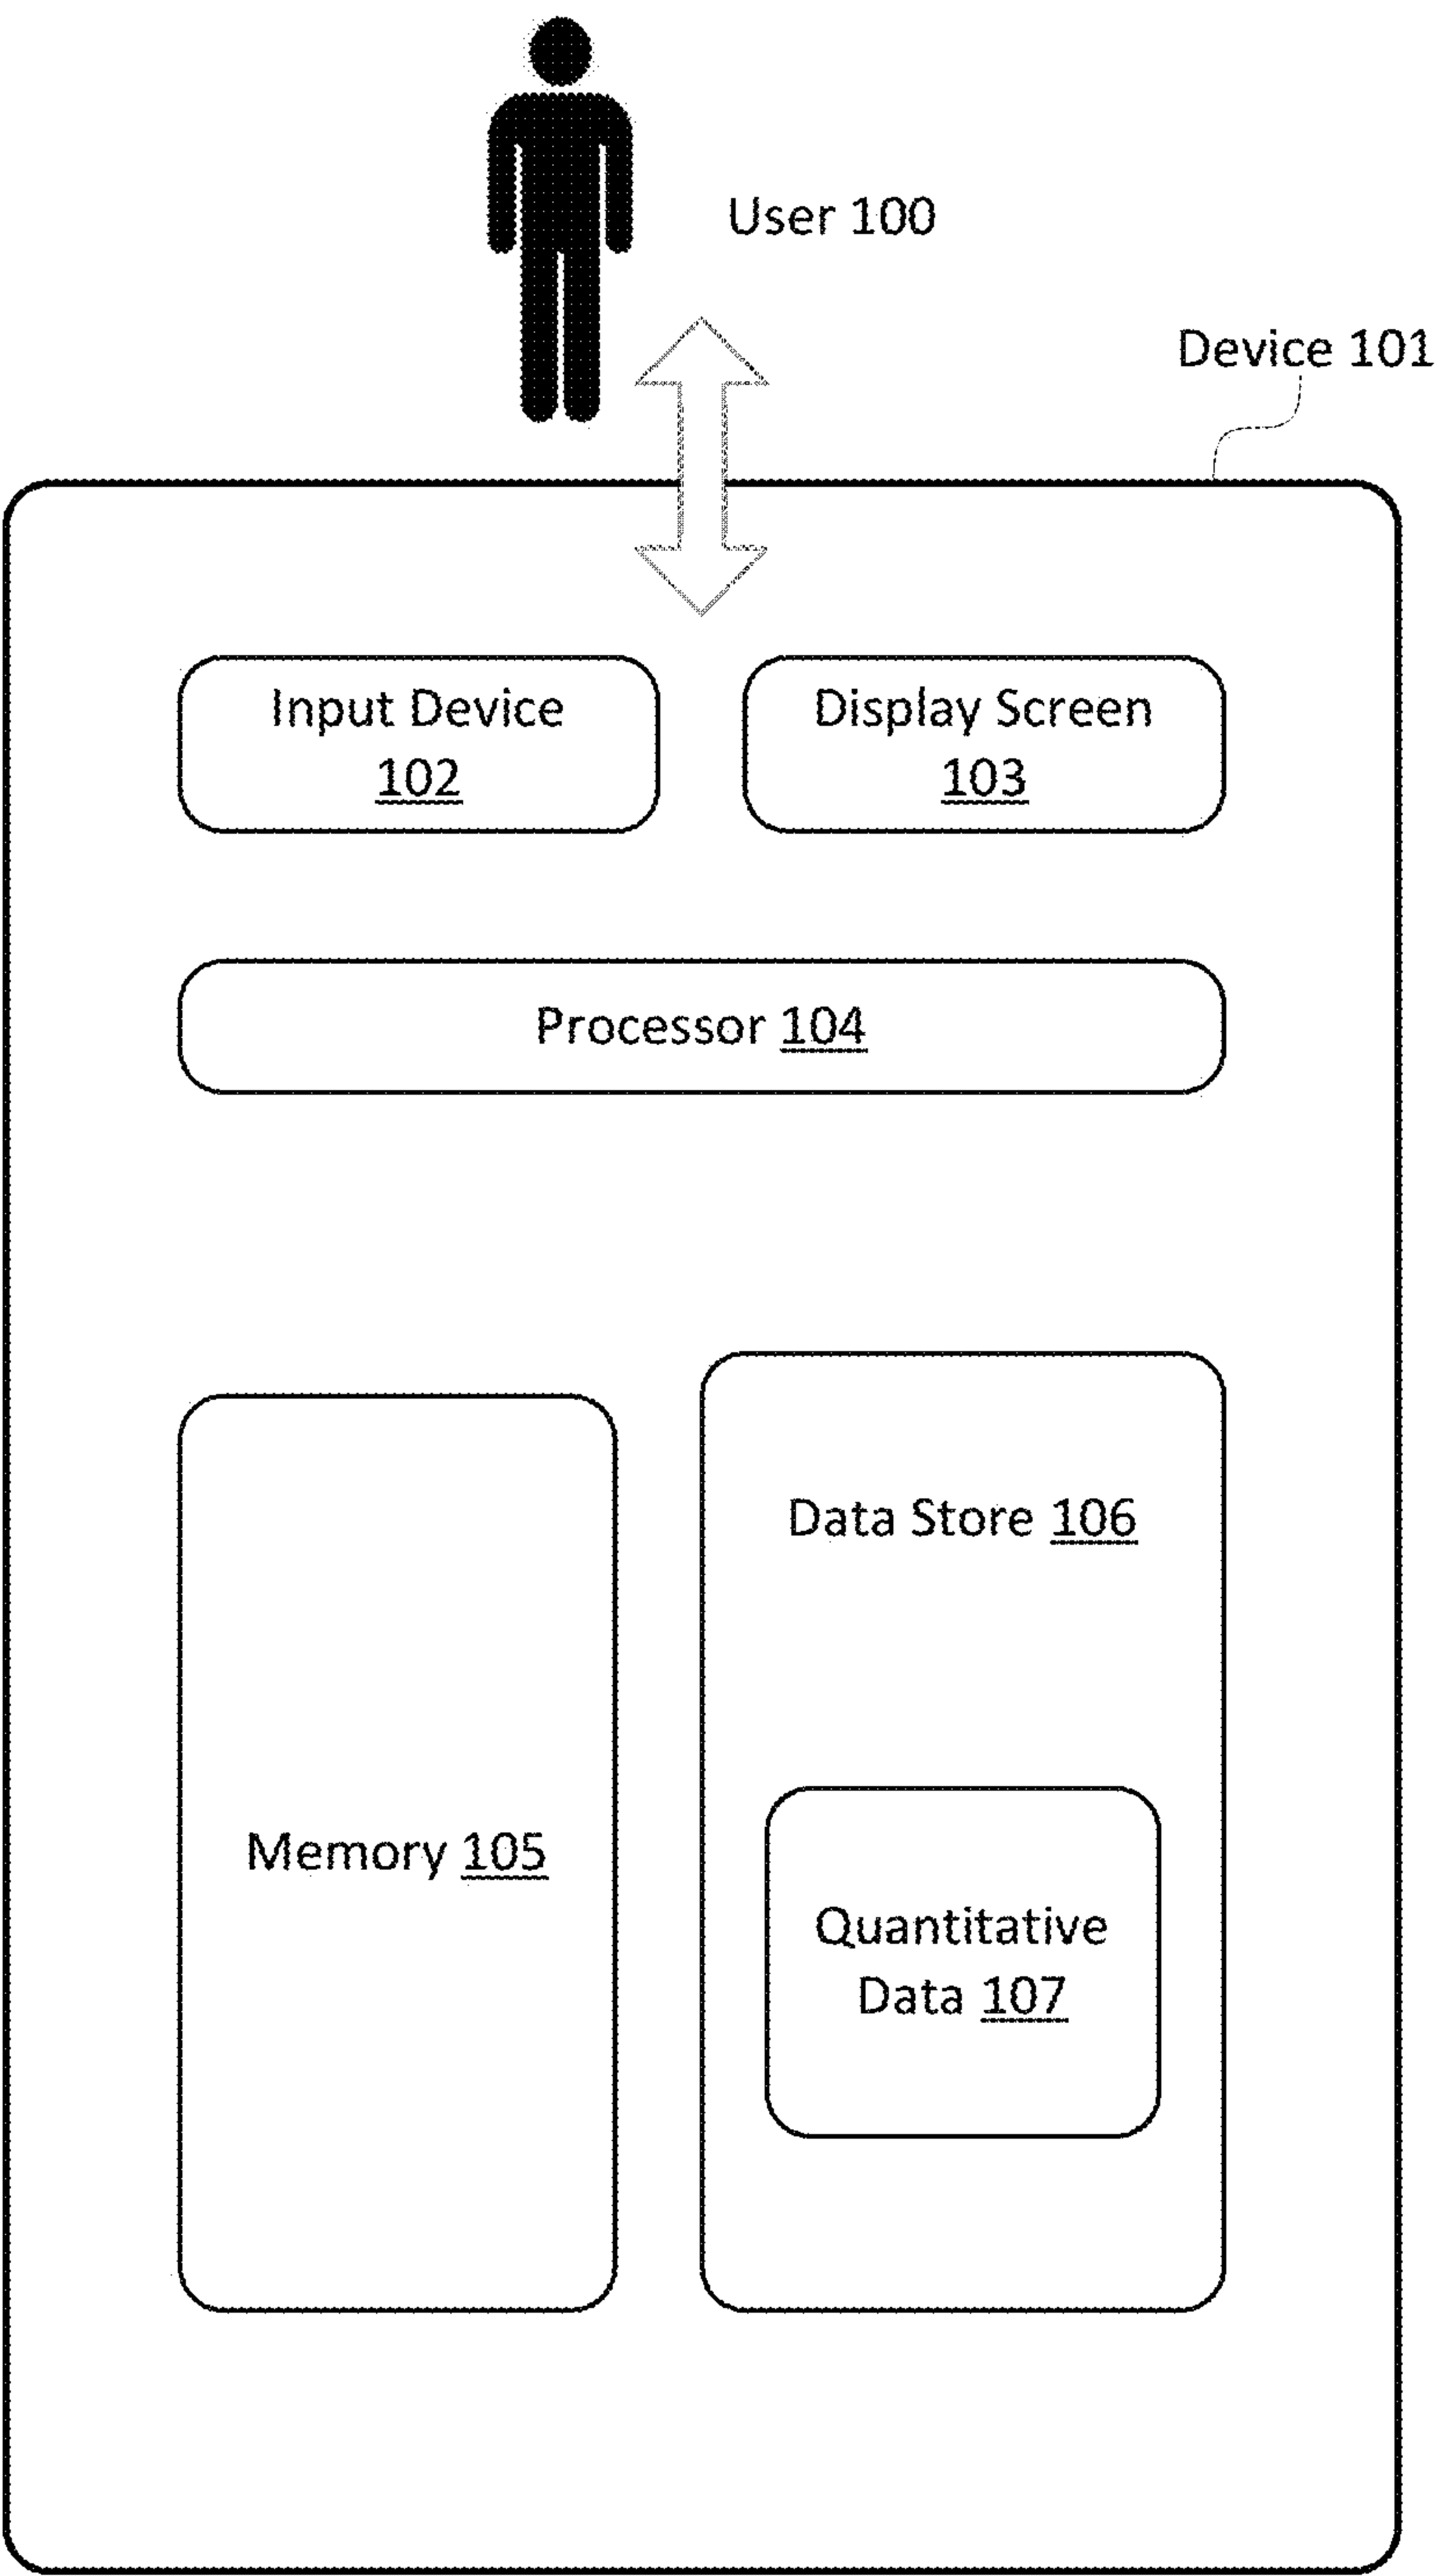 User 100
Device 101
Input Device
102
Display Screen
103
Processor 104
Data Store 106
Memory 105
Quantitative
Data 107